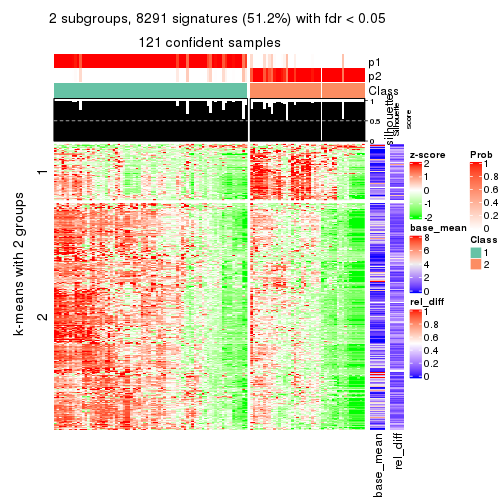 2 subgroups, 8291 signatures (51.2%) with fdr < 0.05
121 confident samples
p1
p2
Class
1
0.5
0
silhouette
Silhouette
score
k-means with 2 groups
1
2
base_mean
rel_diff
z-score
2
1
0
-1
-2
base_mean
8
6
4
2
0
rel_diff
1
0.8
0.6
0.4
0.2
0
Prob
1
0.8
0.6
0.4
0.2
0
Class
1
2